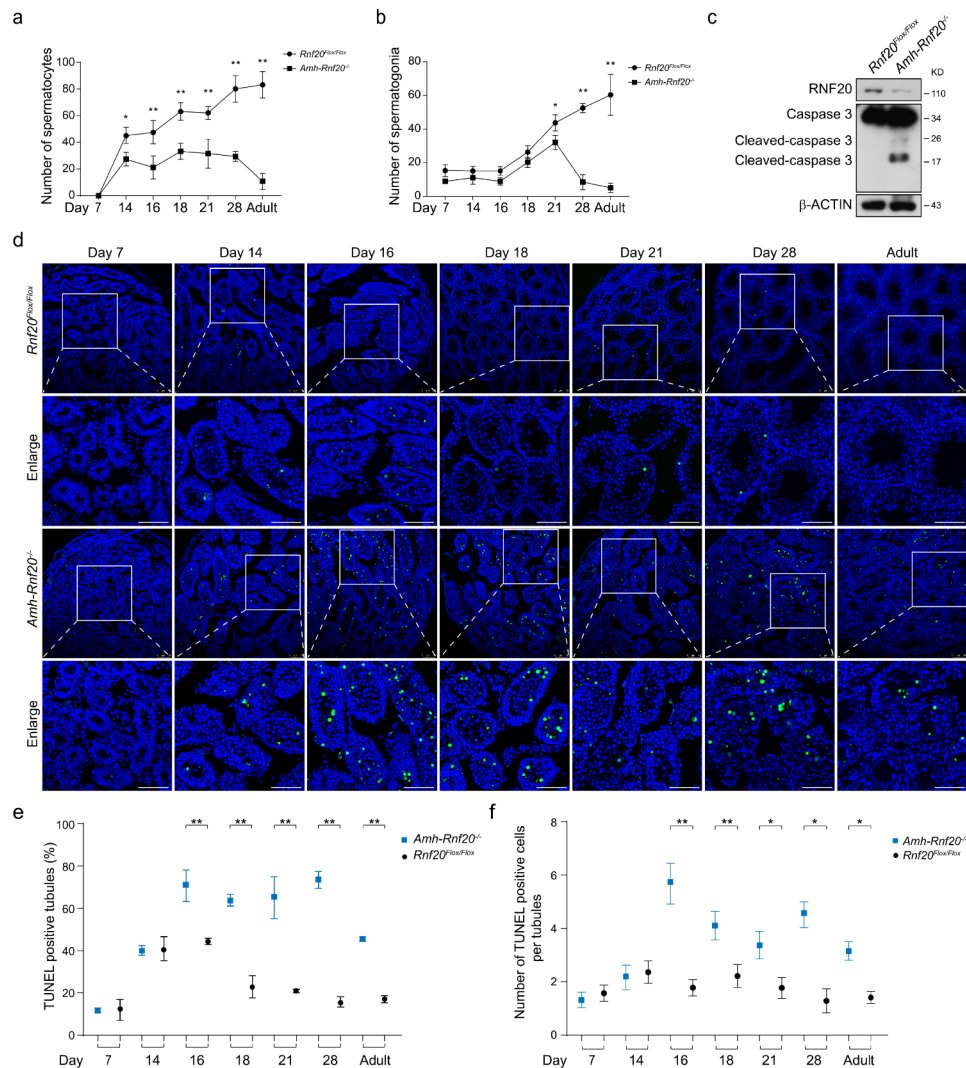 a
Number of spermatocytes
100
80
60
40
20
0
*
**
**
**
**
**
Rnf20Flox/Flox
Amh-Rnf20-/-
Day 7 14 16 18 21 28 Adult
b
Number of spermatogonia
80
60
40
20
0
*
**
**
Rnf20Flox/Flox
Amh-Rnf20-/-
Day 7 14 16 18 21 28 Adult
c
Rnf20Flox/Flox
Amh-Rnf20-/-
KD
RNF20
110
Caspase 3
34
Cleaved-caspase 3
26
Cleaved-caspase 3
17
β-ACTIN
43
d
Day 7 Day 14 Day 16 Day 18 Day 21 Day 28 Adult
Rnf20Flox/Flox
Enlarge
Amh-Rnf20-/-
Enlarge
e
TUNEL positive tubules (%)
100
80
60
40
20
0
** ** ** ** **
Amh-Rnf20-/-
Rnf20Flox/Flox
Day 7 14 16 18 21 28 Adult
f
Number of TUNEL positive cells
per tubules
8
6
4
2
0
** ** * * *
Amh-Rnf20-/-
Rnf20Flox/Flox
Day 7 14 16 18 21 28 Adult